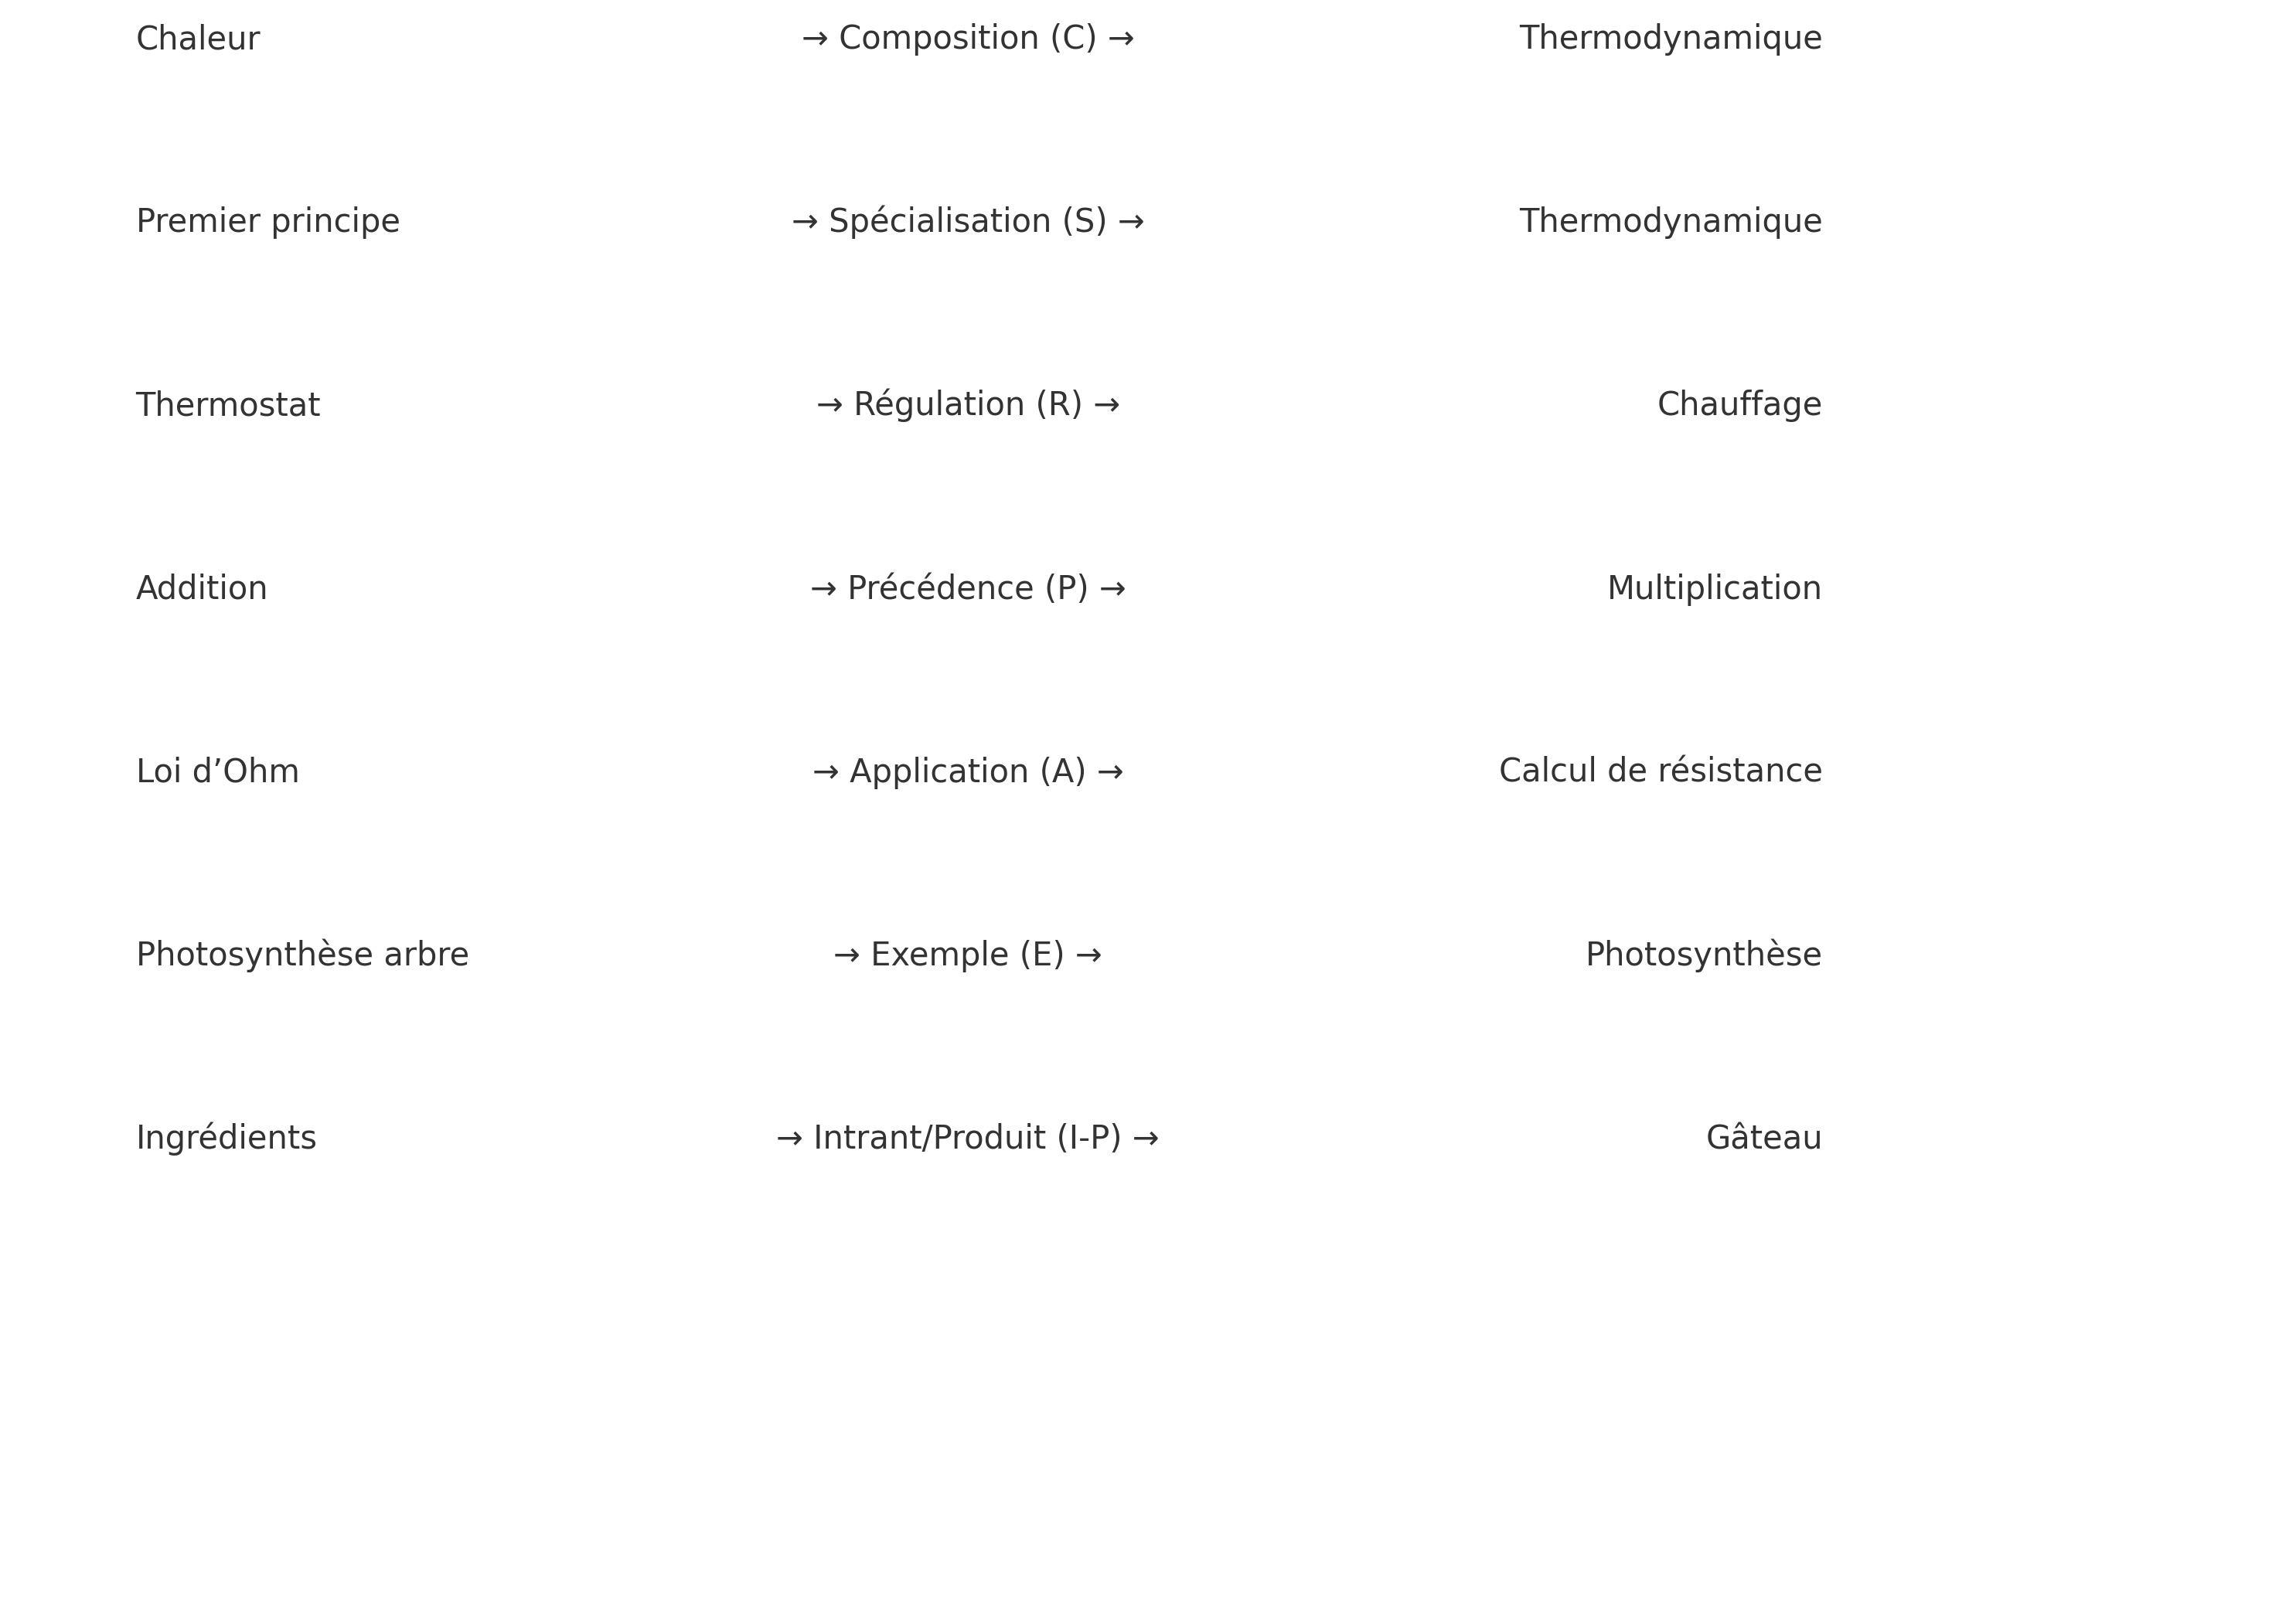 Chaleur → Composition (C) → Thermodynamique
Premier principe → Spécialisation (S) → Thermodynamique
Thermostat → Régulation (R) → Chauffage
Addition → Précédence (P) → Multiplication
Loi d’Ohm → Application (A) → Calcul de résistance
Photosynthèse arbre → Exemple (E) → Photosynthèse
Ingrédients → Intrant/Produit (I-P) → Gâteau